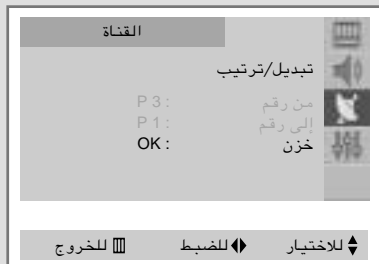 القناة
تبديل/ترتيب
من رقم : P 3
إلى رقم : P 1
خزن : OK
للاختيار للضبط للخروج